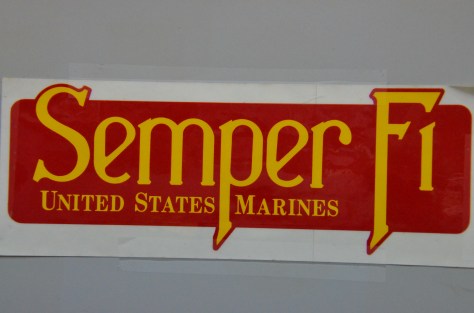 Semper Fi
United States Marines